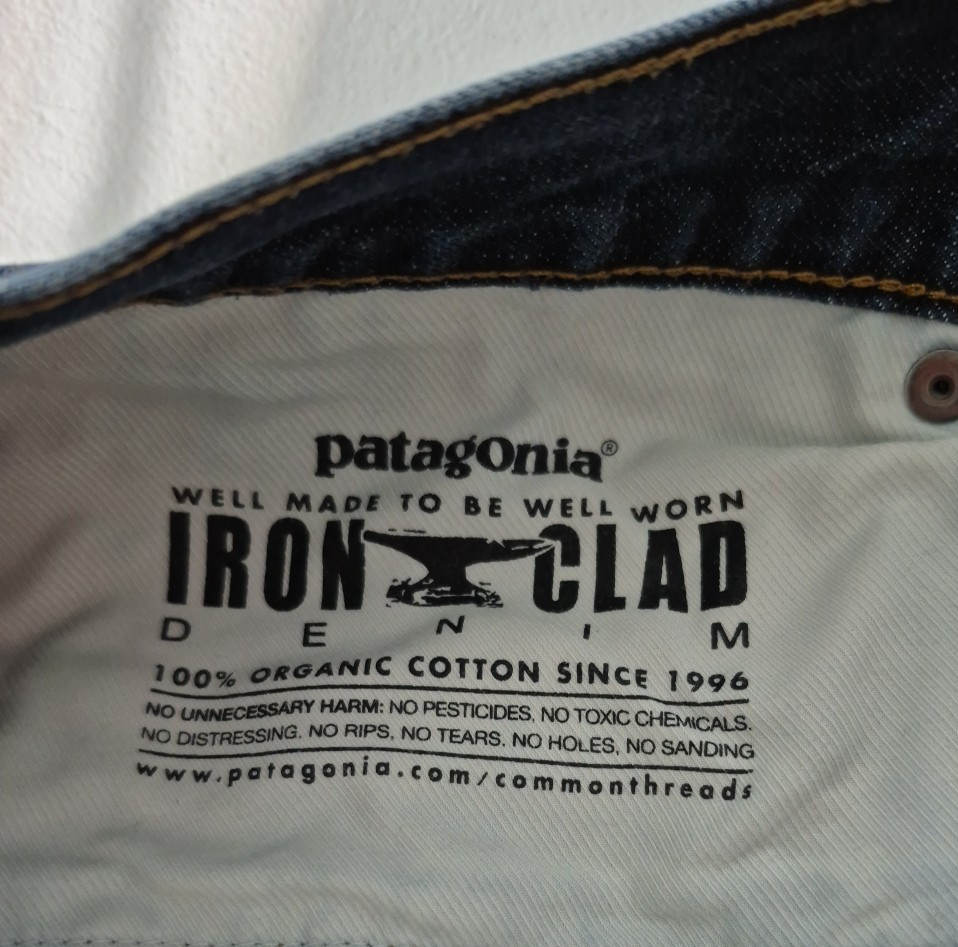 patagonia®
WELL MADE TO BE WELL WORN
IRON CLAD
DENIM
100% ORGANIC COTTON SINCE 1996
NO UNNECESSARY HARM: NO PESTICIDES, NO TOXIC CHEMICALS.
NO DISTRESSING. NO RIPS, NO TEARS. NO HOLES, NO SANDING
www.patagonia.com/commonthreads